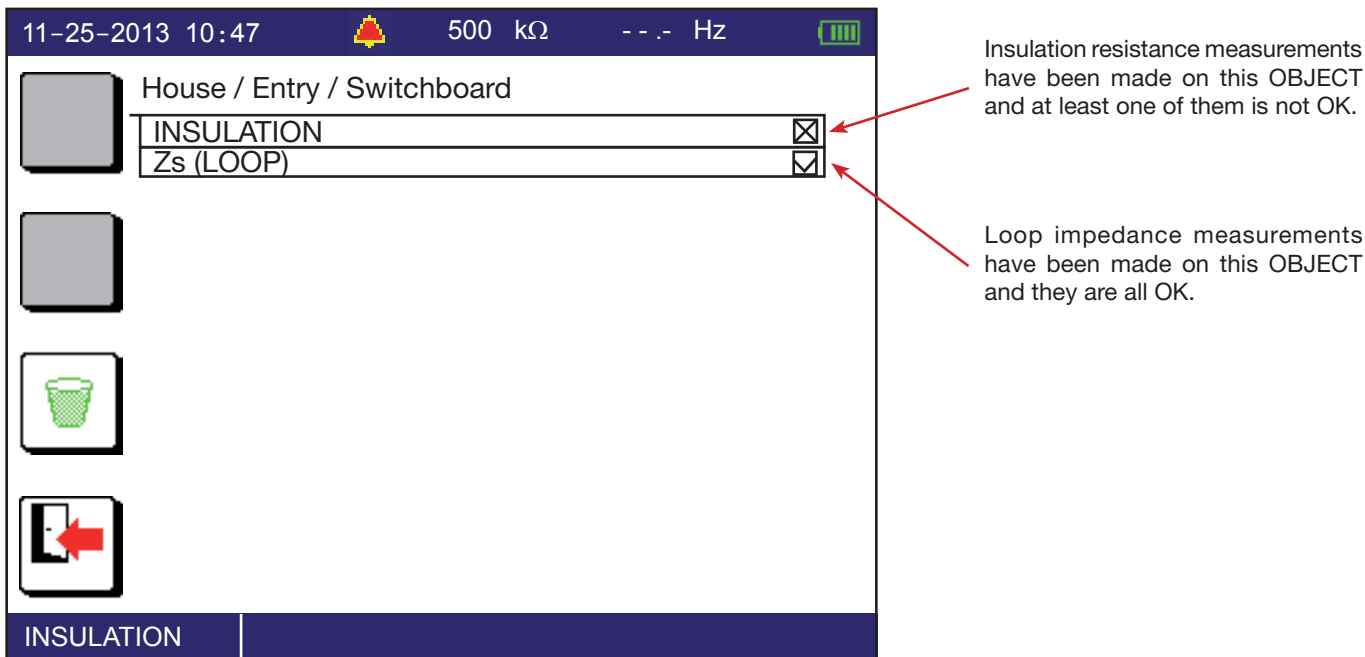 11-25-2013 10:47 500 kΩ - - .- Hz
House / Entry / Switchboard
INSULATION
Zs (LOOP)
INSULATION
Insulation resistance measurements
have been made on this OBJECT
and at least one of them is not OK.
Loop impedance measurements
have been made on this OBJECT
and they are all OK.